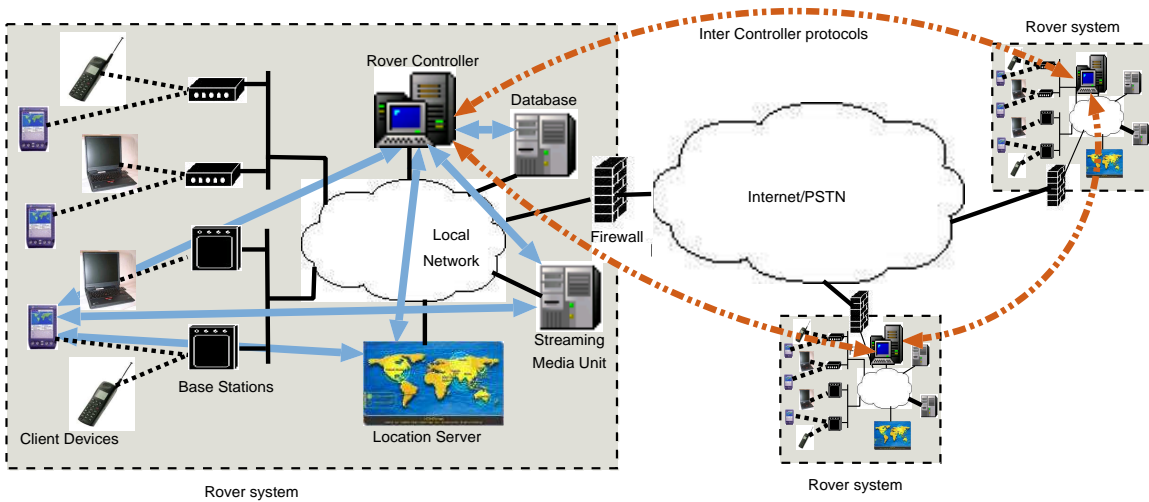 Inter Controller protocols
Rover system
Rover Controller
Database
Internet/PSTN
Firewall
Local
Network
Streaming
Media Unit
Base Stations
Location Server
Client Devices
Rover system
Rover system